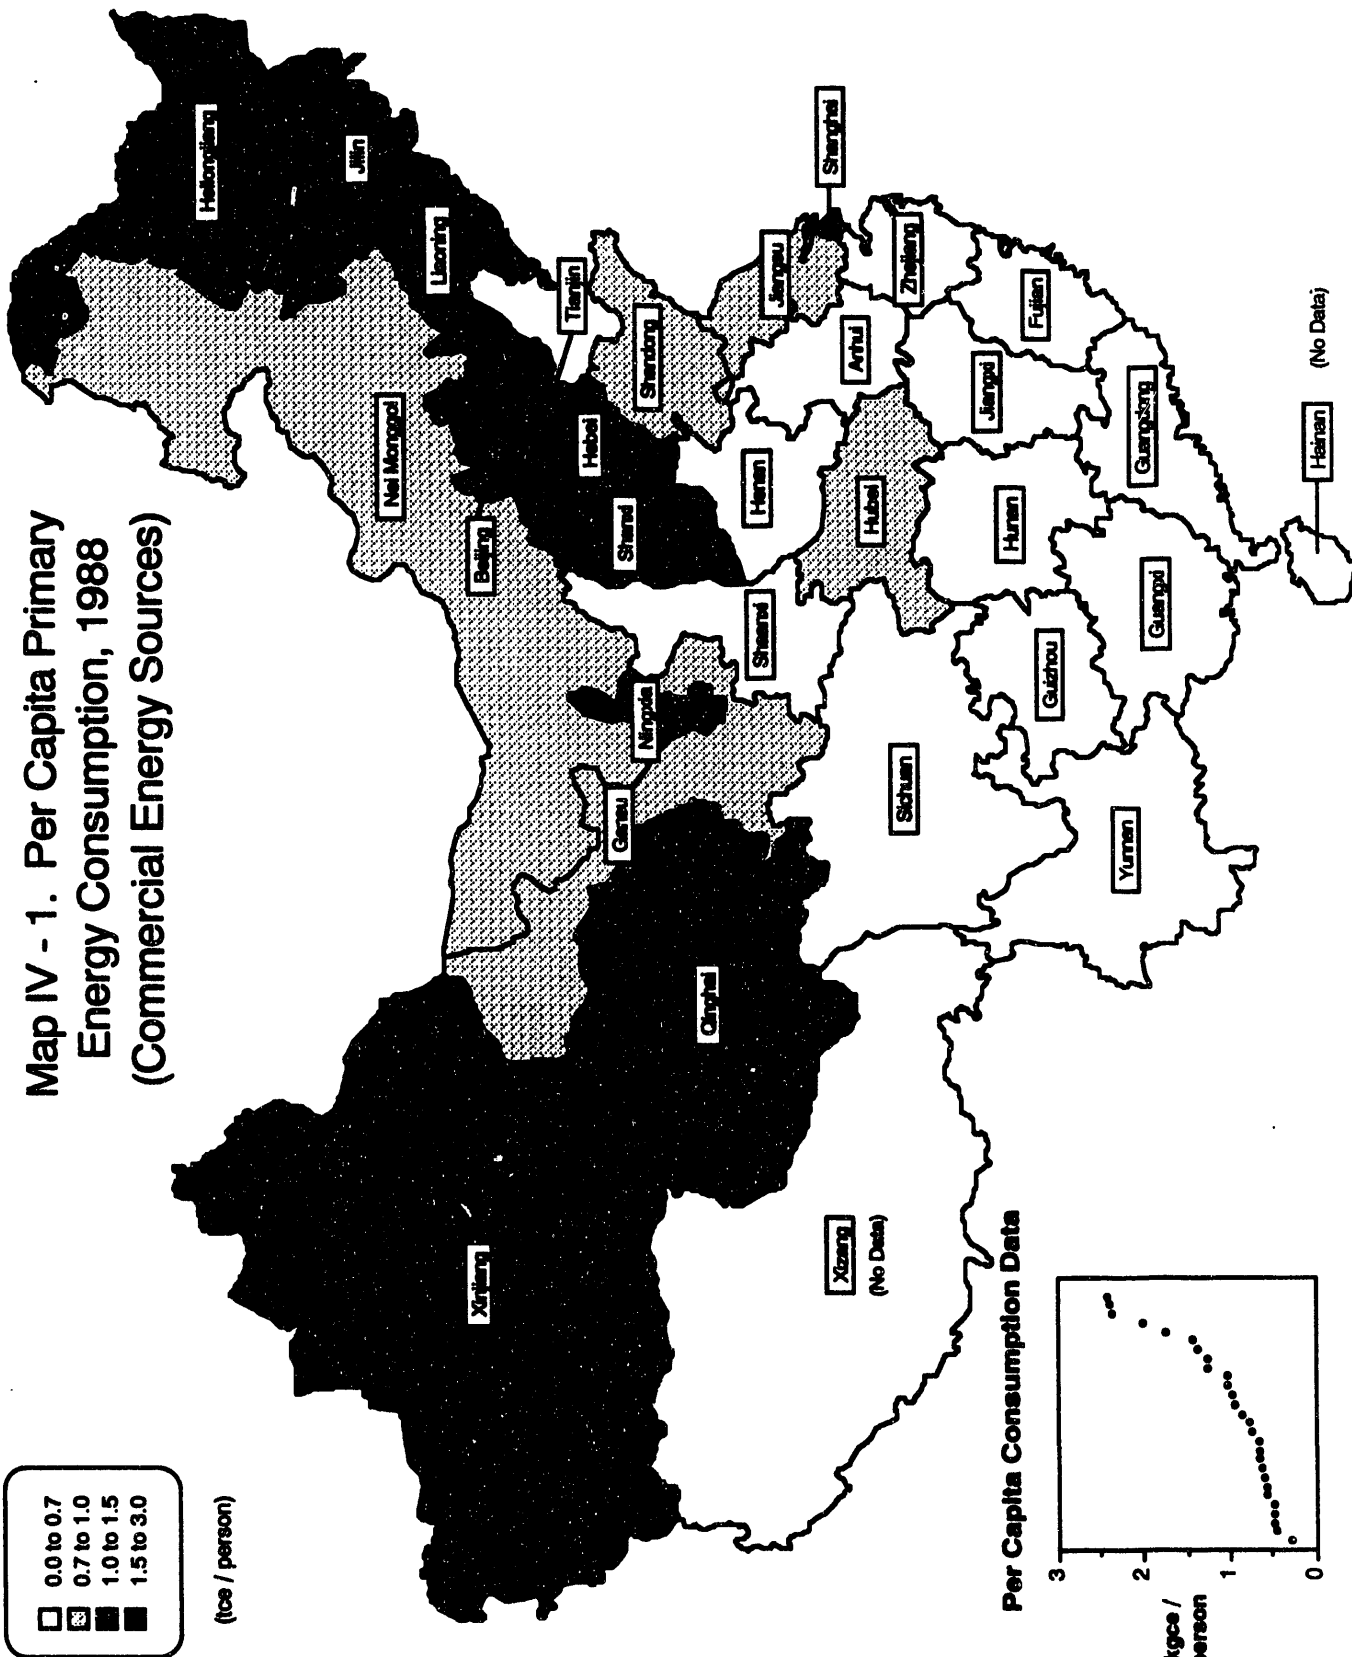 Map IV - 1. Per Capita Primary
Energy Consumption, 1988
(Commercial Energy Sources)
0.0 to 0.7
0.7 to 1.0
1.0 to 1.5
1.5 to 3.0
(tce / person)
Heilongjiang
Jilin
Liaoning
Nei Monggol
Beijing
Tianjin
Hebei
Shanxi
Shandong
Jiangsu
Shanghai
Zhejiang
Anhui
Henan
Hubei
Shaanxi
Ningxia
Gansu
Qinghai
Xinjiang
Xizang
(No Data)
Sichuan
Yunnan
Guizhou
Guangxi
Hunan
Jiangxi
Fujian
Guangdong
Hainan
(No Data)
Per Capita Consumption Data
3
2
1
0
kgce /
person